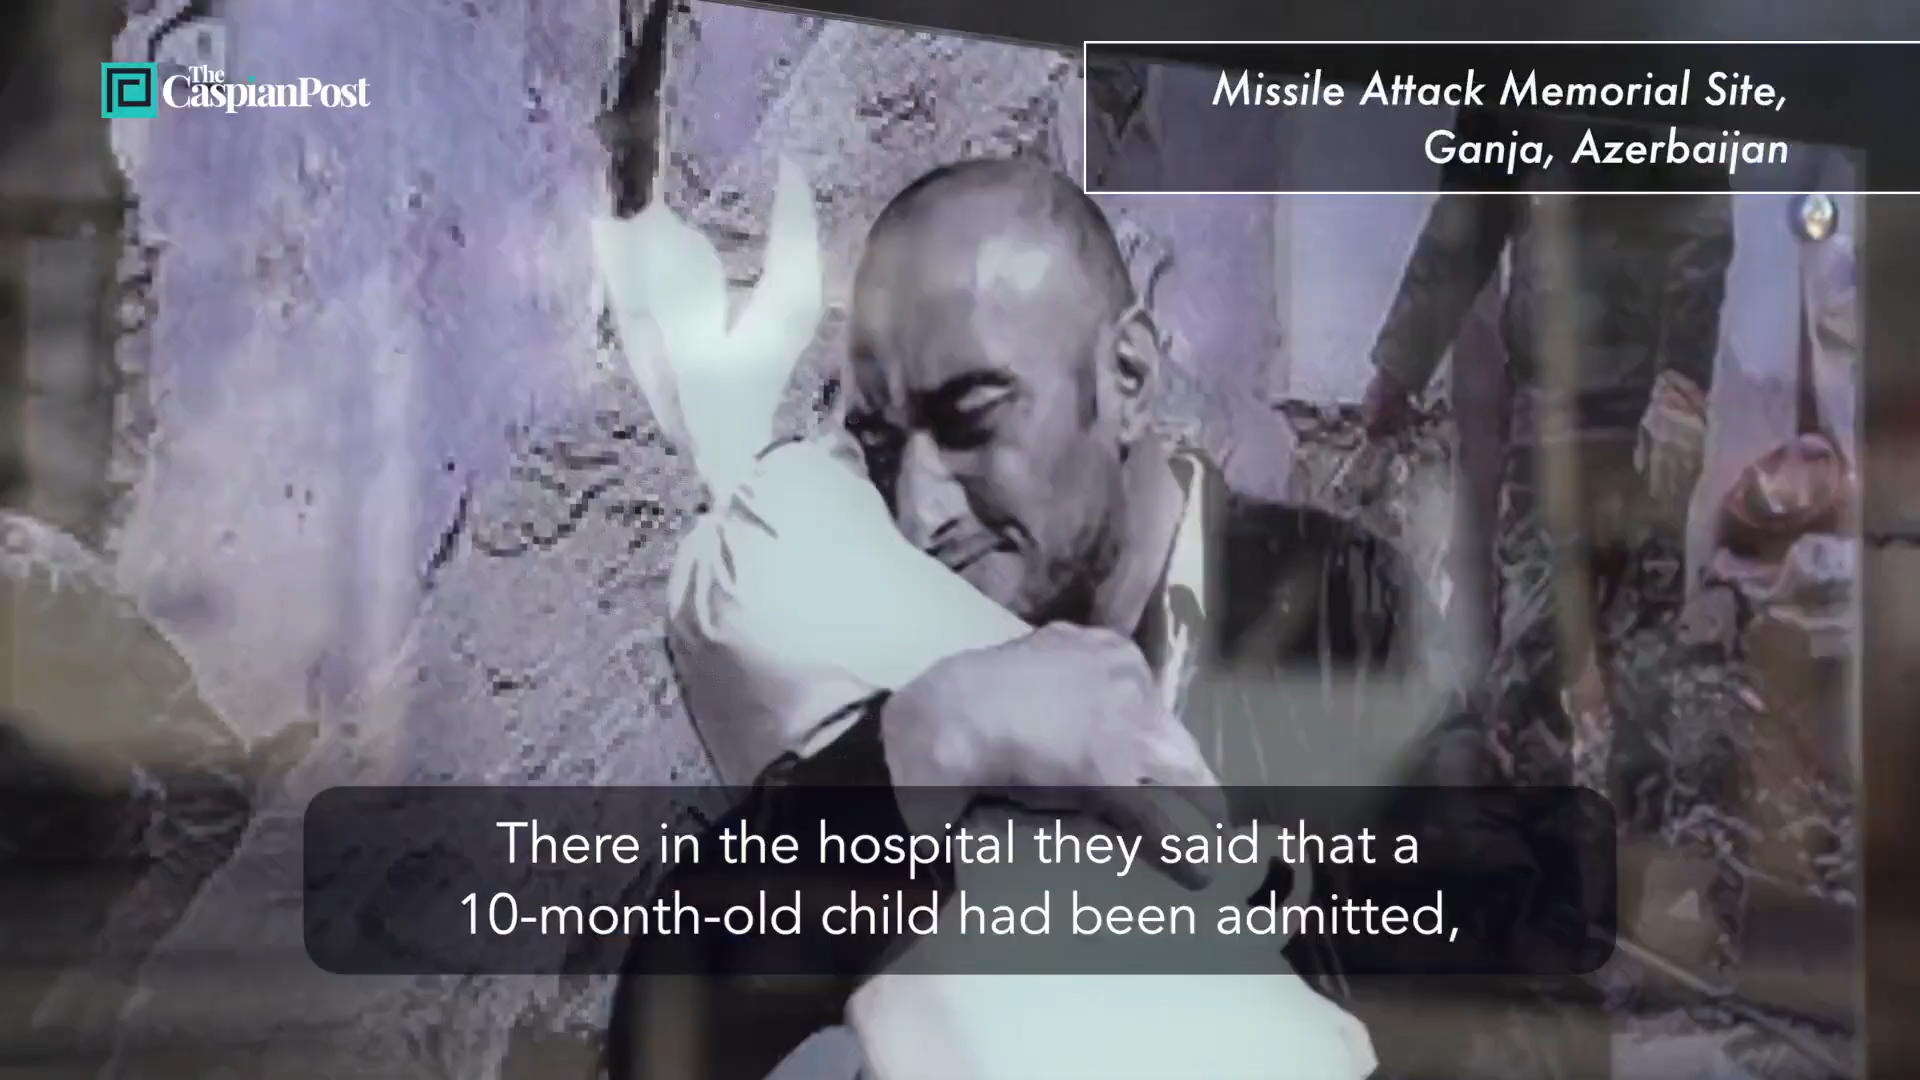 The
CaspianPost
Missile Attack Memorial Site,
Ganja, Azerbaijan
There in the hospital they said that a
10-month-old child had been admitted,